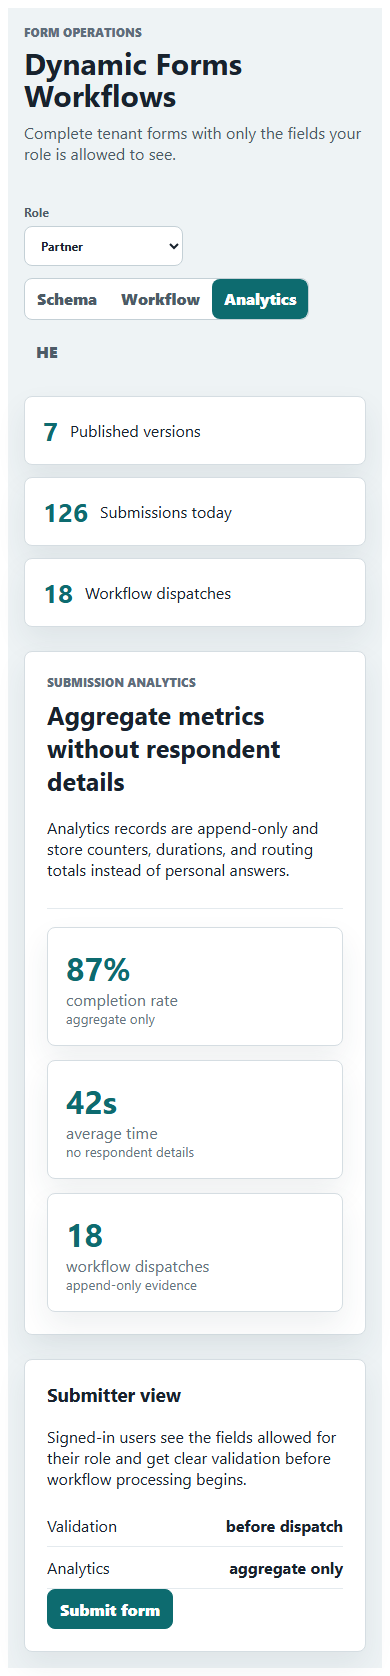 FORM OPERATIONS
Dynamic Forms
Workflows
Complete tenant forms with only the fields your
role is allowed to see.
Role
Partner
Schema Workflow Analytics
HE
7 Published versions
126 Submissions today
18 Workflow dispatches
SUBMISSION ANALYTICS
Aggregate metrics
without respondent
details
Analytics records are append-only and
store counters, durations, and routing
totals instead of personal answers.
87%
completion rate
aggregate only
42s
average time
no respondent details
18
workflow dispatches
append-only evidence
Submitter view
Signed-in users see the fields allowed for
their role and get clear validation before
workflow processing begins.
Validation before dispatch
Analytics aggregate only
Submit form